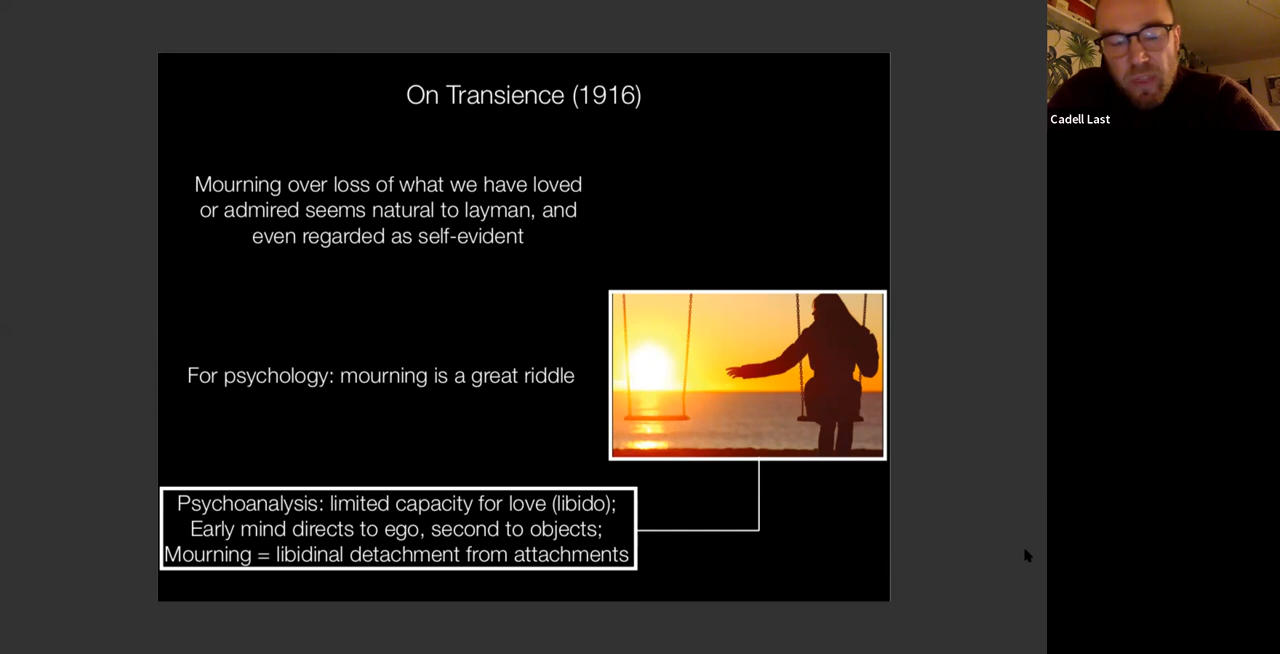 On Transience (1916)
Mourning over loss of what we have loved
or admired seems natural to layman, and
even regarded as self-evident
For psychology: mourning is a great riddle
Psychoanalysis: limited capacity for love (libido);
Early mind directs to ego, second to objects;
Mourning = libidinal detachment from attachments
Cadell Last